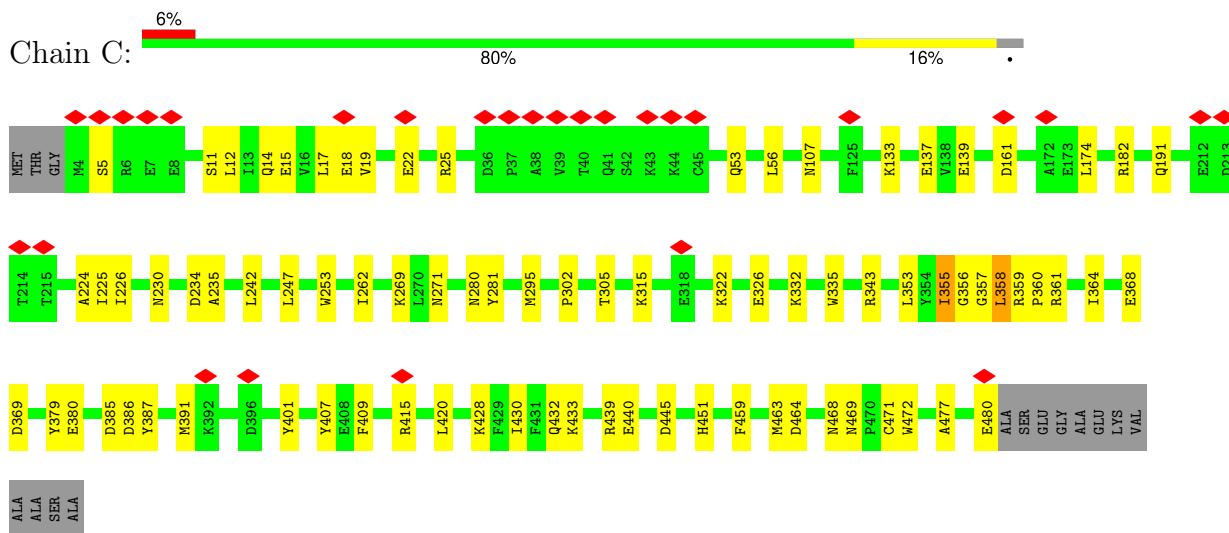 6%
Chain C:
80% 16% •
MET THR GLY M4 S5 R6 E7 E8 S11 L12 I13 Q14 E15 V16 L17 E18 V19 E22 R25 D36 P37 A38 V39 T40 Q41 S42 K43 K44 C45 Q53 L56 N107 F125 K133 E137 V138 E139 D161 A172 E173 L174 R182 Q191 E212 D213
T214 T215 A224 I225 I226 N230 D234 A235 L242 L247 W253 I262 K269 L270 N271 N280 Y281 M295 P302 T305 K315 E318 K322 E326 K332 W335 R343 L353 Y354 I355 G356 G357 L358 R359 P360 R361 I364 E368
D369 Y379 E380 D385 D386 Y387 M391 K392 D396 Y401 Y407 E408 F409 R415 L420 K428 F429 I430 F431 Q432 K433 R439 E440 D445 H451 F459 M463 D464 N468 N469 P470 C471 W472 A477 E480 ALA SER GLU GLY ALA GLU LYS VAL
ALA ALA SER ALA